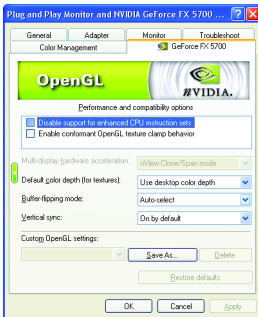 Plug and Play Monitor and NVIDIA GeForce FX 5700 ...
General
Adapter
Monitor
Troubleshoot
Color Management
GeForce FX 5700
OpenGL
nVIDIA.
Performance and compatibility options
Disable support for enhanced CPU instruction sets
Enable conformant OpenGL texture clamp behavior
Multi-display hardware acceleration:
nView Clone/Span mode
Default color depth (for textures):
Use desktop color depth
Buffer-flipping mode:
Auto-select
Vertical sync:
On by default
Custom OpenGL settings:
Save As...
Delete
Restore defaults
OK
Cancel
Apply